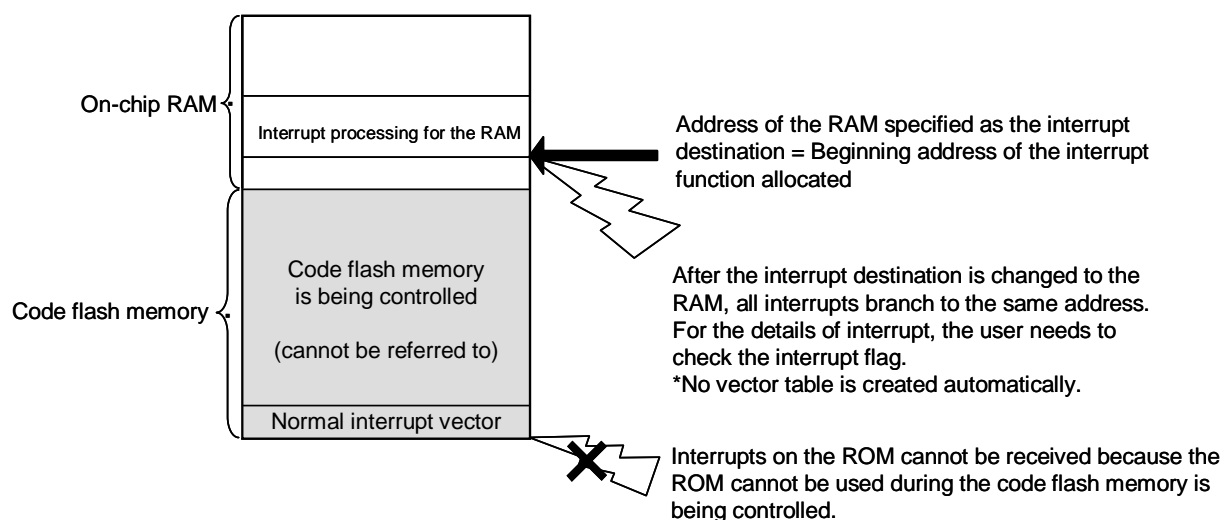 On-chip RAM
Interrupt processing for the RAM
Address of the RAM specified as the interrupt
destination = Beginning address of the interrupt
function allocated
Code flash memory
is being controlled
(cannot be referred to)
Code flash memory
After the interrupt destination is changed to the
RAM, all interrupts branch to the same address.
For the details of interrupt, the user needs to
check the interrupt flag.
*No vector table is created automatically.
Normal interrupt vector
Interrupts on the ROM cannot be received because the
ROM cannot be used during the code flash memory is
being controlled.